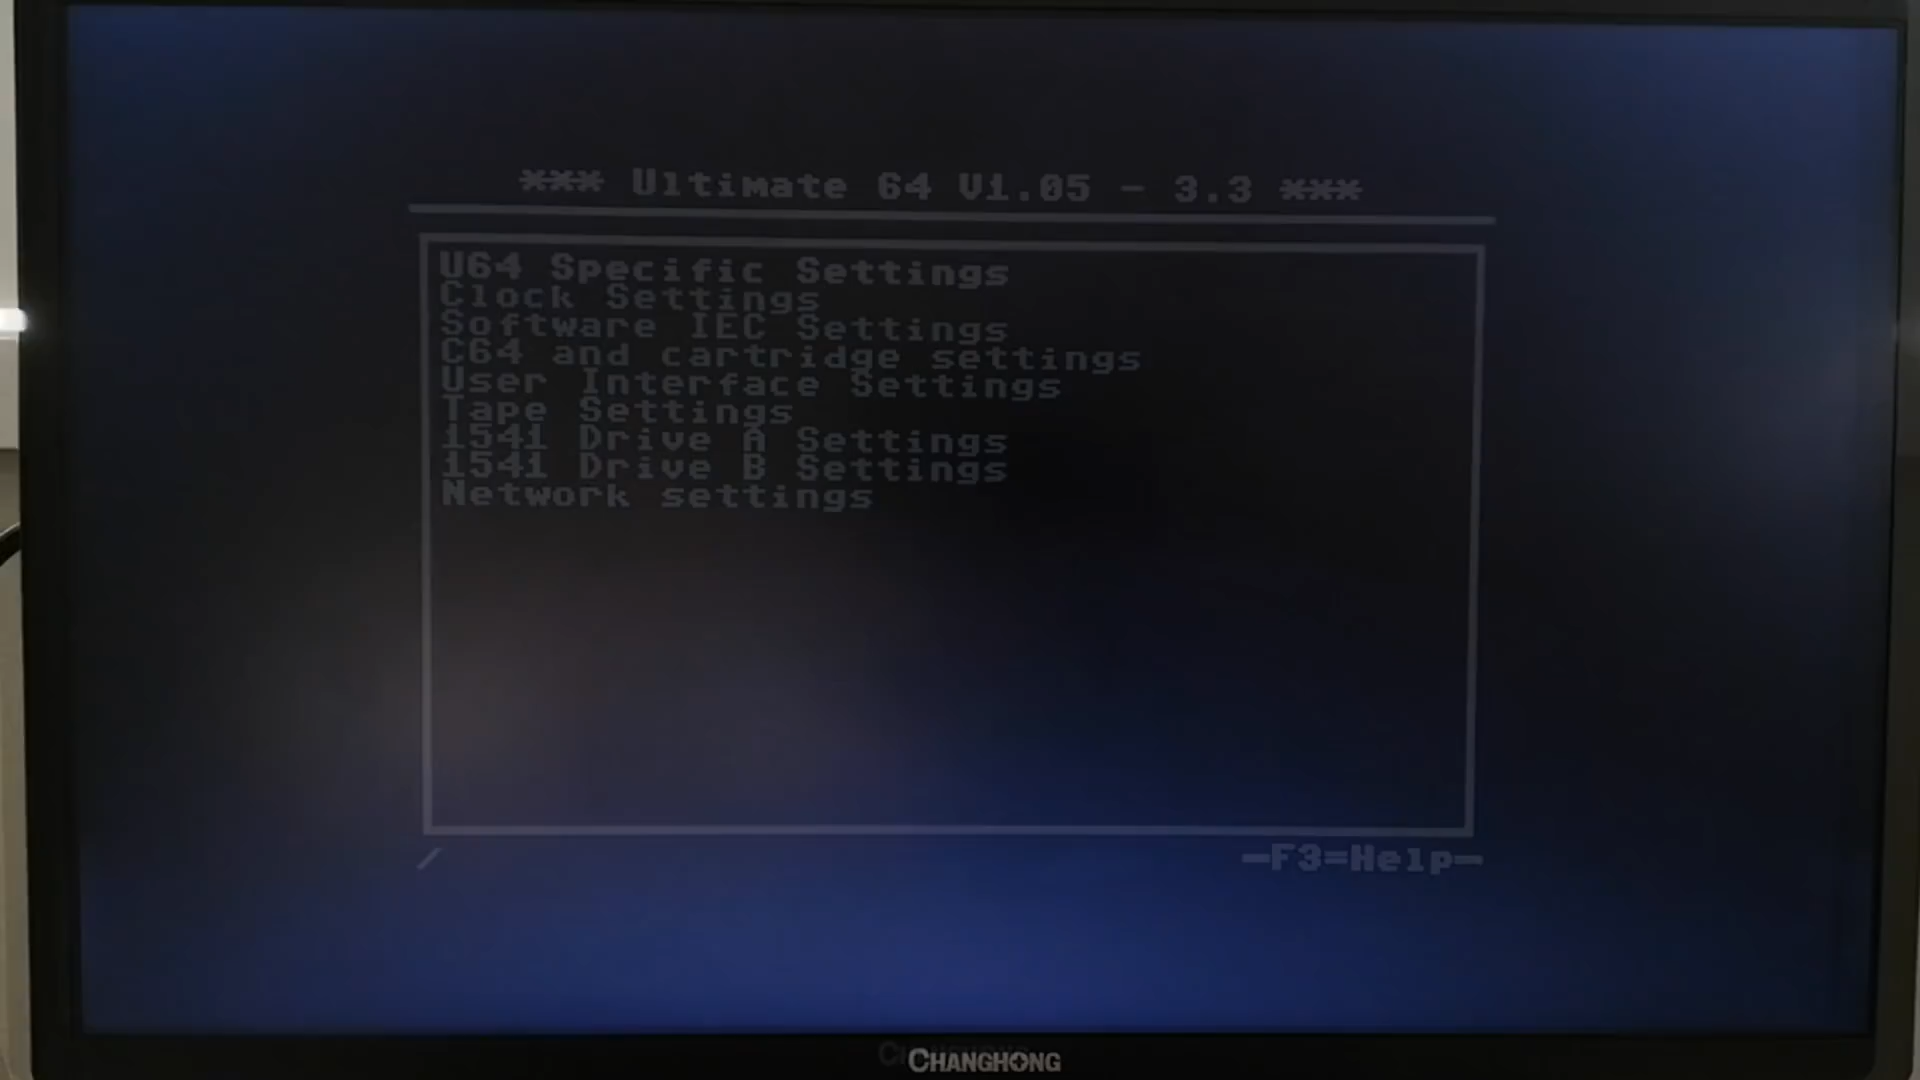 *** Ultimate 64 V1.05 - 3.3 ***
U64 Specific Settings
Clock Settings
Software IEC Settings
C64 and cartridge settings
User Interface Settings
Tape Settings
1541 Drive A Settings
1541 Drive B Settings
Network settings
/
-F3=Help-
CHANGHONG